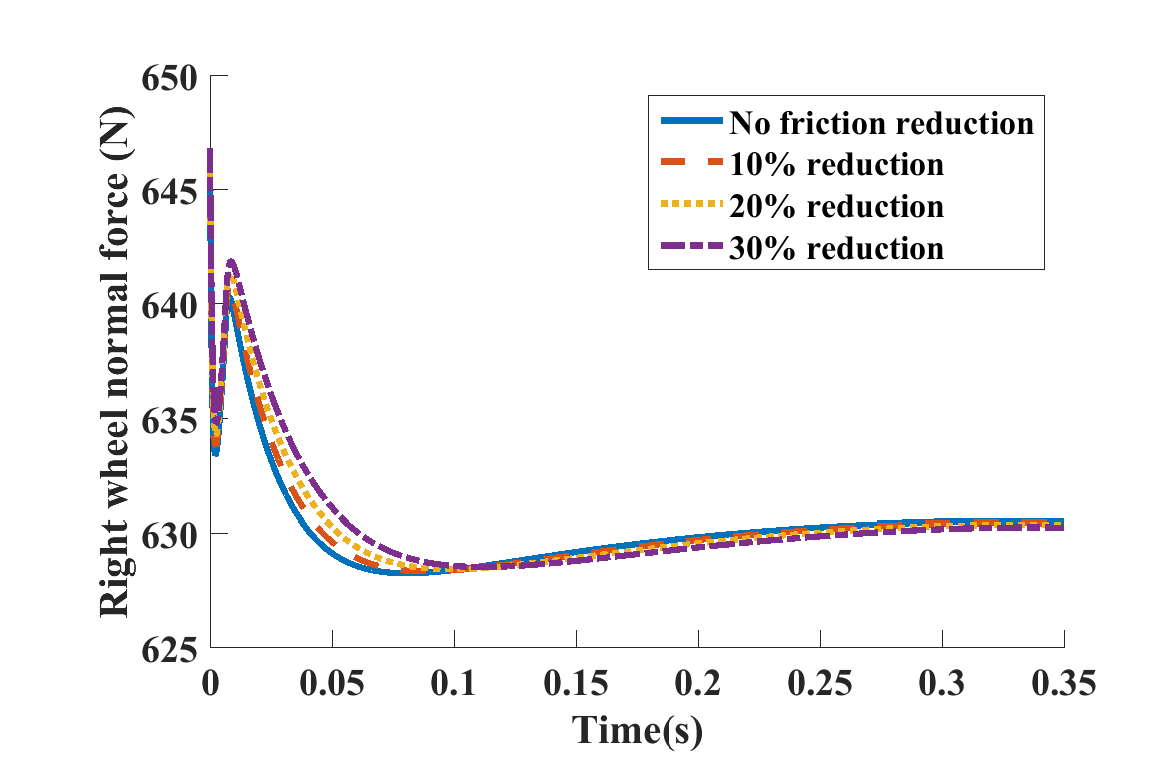 Right wheel normal force (N)
650
645
640
635
630
625
No friction reduction
10% reduction
20% reduction
30% reduction
0 0.05 0.1 0.15 0.2 0.25 0.3 0.35
Time(s)